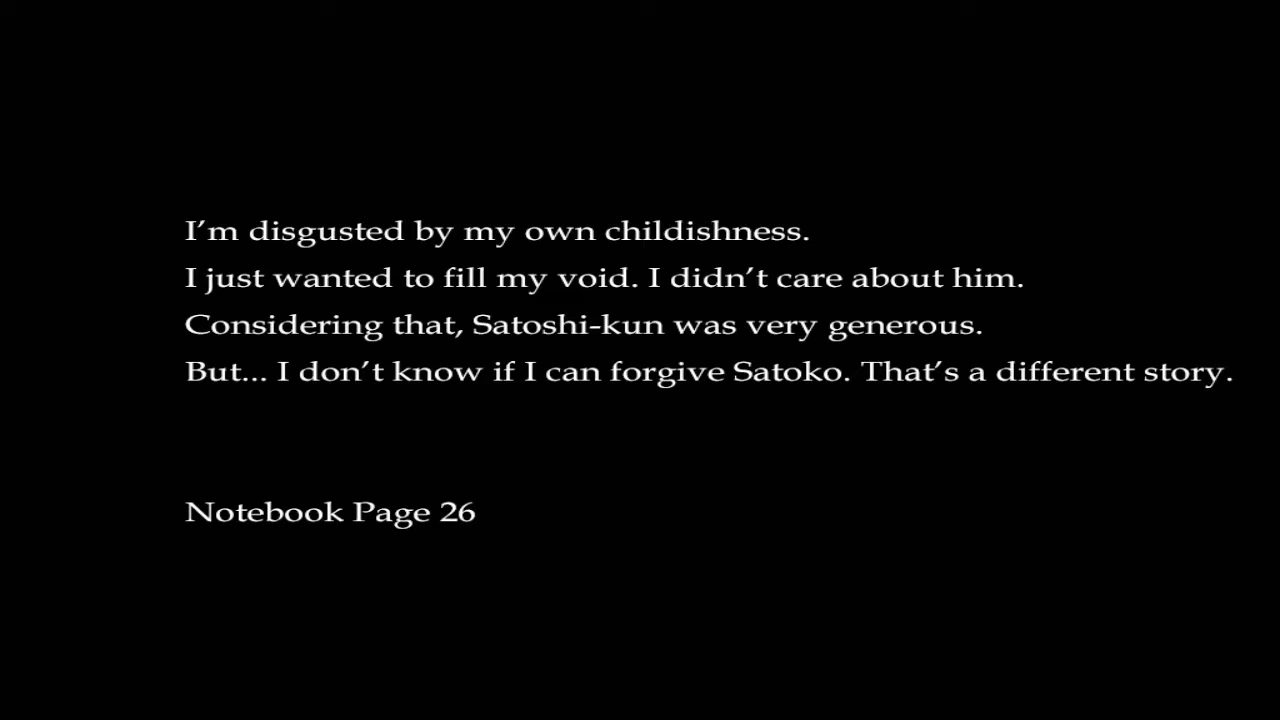 I’m disgusted by my own childishness.
I just wanted to fill my void. I didn’t care about him.
Considering that, Satoshi-kun was very generous.
But... I don’t know if I can forgive Satoko. That’s a different story.
Notebook Page 26